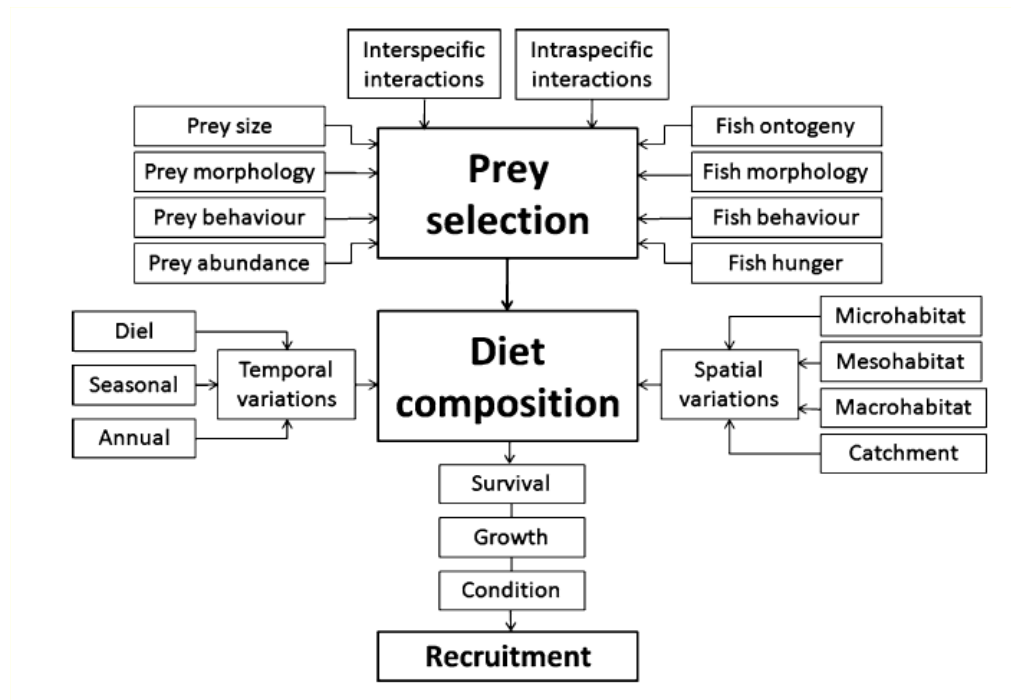 Interspecific
interactions
Intraspecific
interactions
Prey size
Prey morphology
Prey behaviour
Prey abundance
Prey
selection
Fish ontogeny
Fish morphology
Fish behaviour
Fish hunger
Diel
Seasonal
Annual
Temporal
variations
Diet
composition
Spatial
variations
Microhabitat
Mesohabitat
Macrohabitat
Catchment
Survival
Growth
Condition
Recruitment